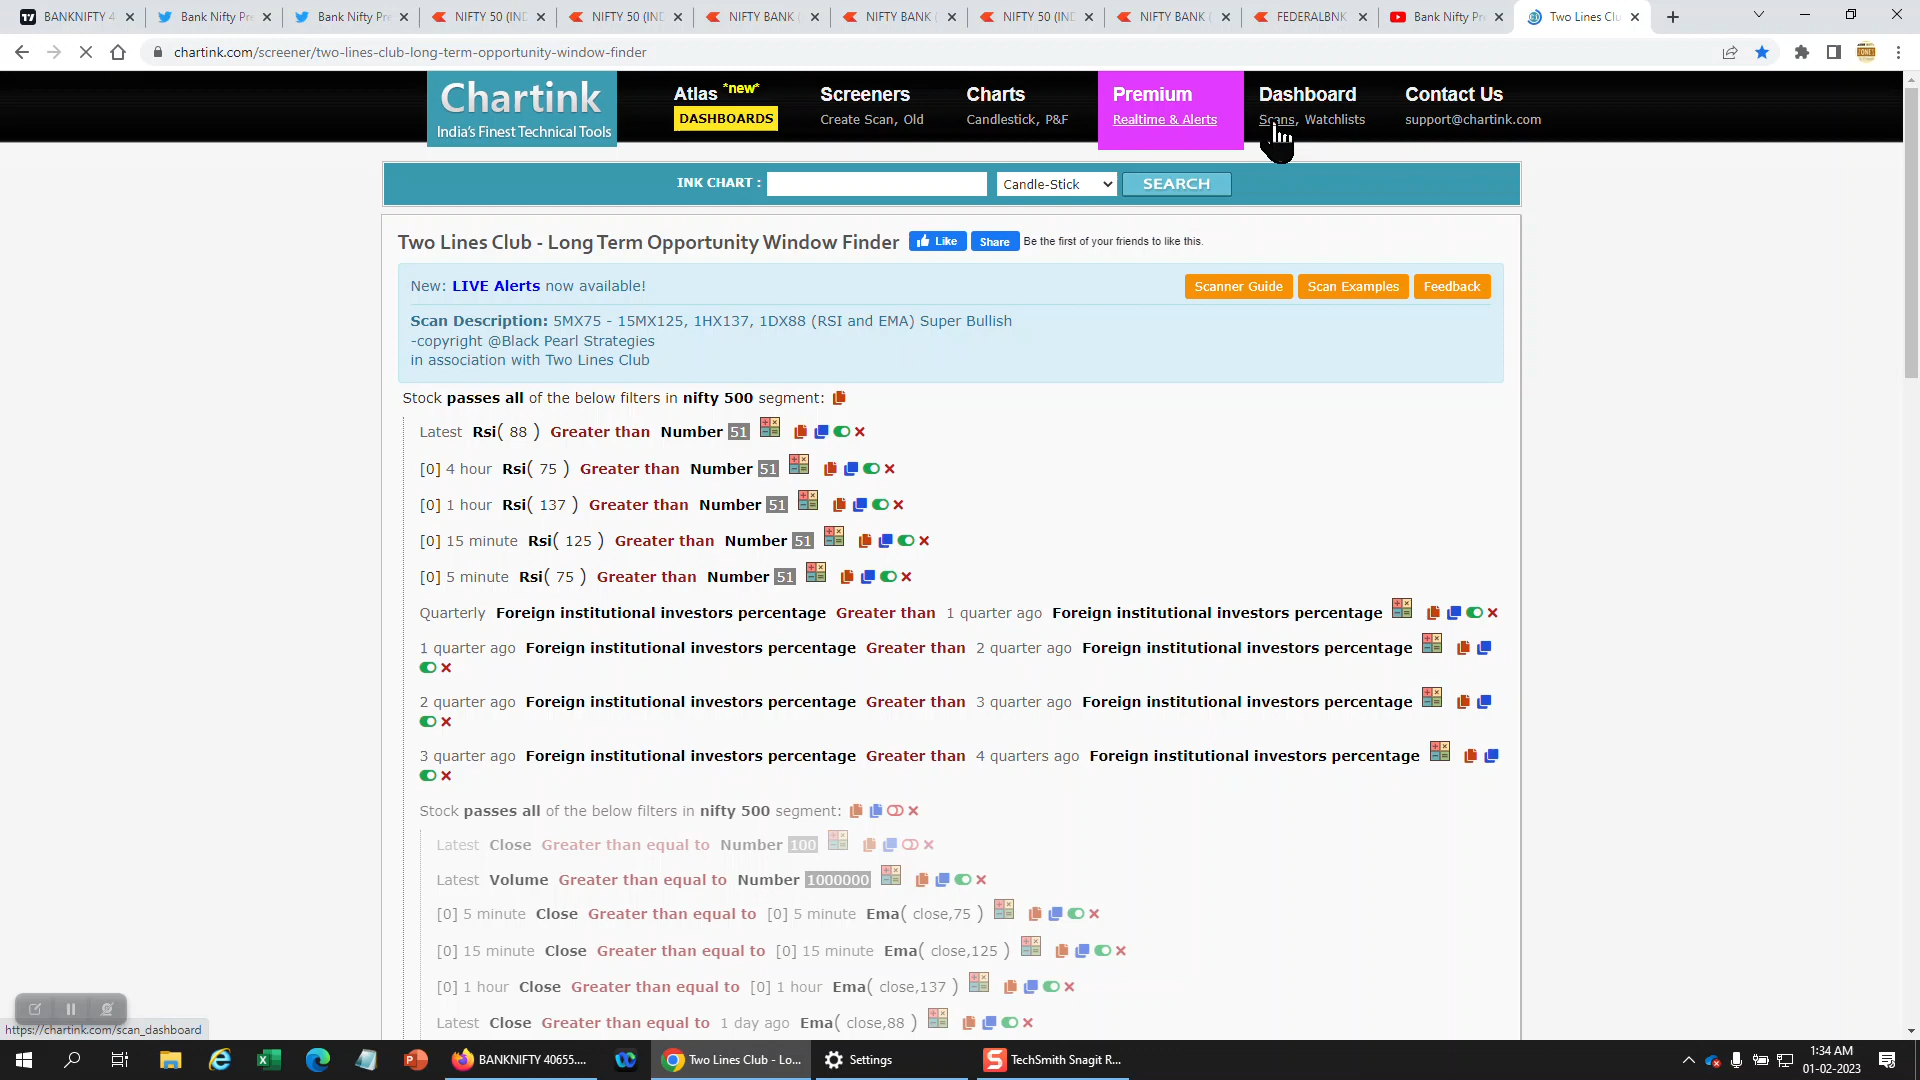 BANKNIFTY 4
Bank Nifty Pre
Bank Nifty Pre
NIFTY 50 (IND
NIFTY 50 (IND
NIFTY BANK (
NIFTY BANK (
NIFTY 50 (IND
NIFTY BANK (
FEDERALBNK
Bank Nifty Pr
Two Lines Clu
chartink.com/screener/two-lines-club-long-term-opportunity-window-finder
Chartink
India's Finest Technical Tools
Atlas *new*
DASHBOARDS
Screeners
Create Scan, Old
Charts
Candlestick, P&F
Premium
Realtime & Alerts
Dashboard
Scans, Watchlists
Contact Us
support@chartink.com
INK CHART : Candle-Stick SEARCH
Two Lines Club - Long Term Opportunity Window Finder Like Share Be the first of your friends to like this.
New: LIVE Alerts now available! Scanner Guide Scan Examples Feedback
Scan Description: 5MX75 - 15MX125, 1HX137, 1DX88 (RSI and EMA) Super Bullish
-copyright @Black Pearl Strategies
in association with Two Lines Club
Stock passes all of the below filters in nifty 500 segment:
Latest Rsi( 88 ) Greater than Number 51
[0] 4 hour Rsi( 75 ) Greater than Number 51
[0] 1 hour Rsi( 137 ) Greater than Number 51
[0] 15 minute Rsi( 125 ) Greater than Number 51
[0] 5 minute Rsi( 75 ) Greater than Number 51
Quarterly Foreign institutional investors percentage Greater than 1 quarter ago Foreign institutional investors percentage
1 quarter ago Foreign institutional investors percentage Greater than 2 quarter ago Foreign institutional investors percentage
2 quarter ago Foreign institutional investors percentage Greater than 3 quarter ago Foreign institutional investors percentage
3 quarter ago Foreign institutional investors percentage Greater than 4 quarters ago Foreign institutional investors percentage
Stock passes all of the below filters in nifty 500 segment:
Latest Close Greater than equal to Number 100
Latest Volume Greater than equal to Number 1000000
[0] 5 minute Close Greater than equal to [0] 5 minute Ema( close,75 )
[0] 15 minute Close Greater than equal to [0] 15 minute Ema( close,125 )
[0] 1 hour Close Greater than equal to [0] 1 hour Ema( close,137 )
Latest Close Greater than equal to 1 day ago Ema( close,88 )
https://chartink.com/scan_dashboard
BANKNIFTY 40655....
Two Lines Club - Lo...
Settings
TechSmith Snagit R...
1:34 AM
01-02-2023